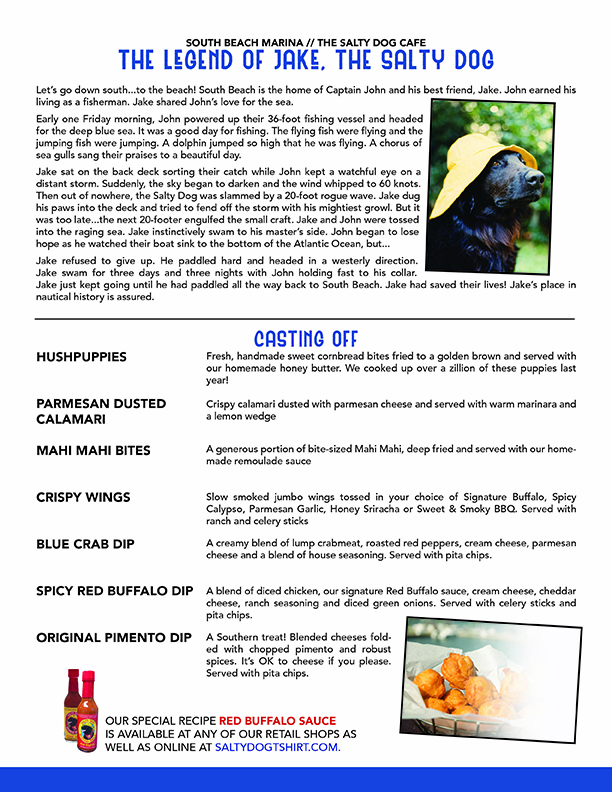 SOUTH BEACH MARINA // THE SALTY DOG CAFE
THE LEGEND OF JAKE, THE SALTY DOG
Let's go down south...to the beach! South Beach is the home of Captain John and his best friend, Jake. John earned his
living as a fisherman. Jake shared John's love for the sea.
Early one Friday morning, John powered up their 36-foot fishing vessel and headed
for the deep blue sea. It was a good day for fishing. The flying fish were flying and the
jumping fish were jumping. A dolphin jumped so high that he was flying. A chorus of
sea gulls sang their praises to a beautiful day.
Jake sat on the back deck sorting their catch while John kept a watchful eye on a
distant storm. Suddenly, the sky began to darken and the wind whipped to 60 knots.
Then out of nowhere, the Salty Dog was slammed by a 20-foot rogue wave. Jake dug
his paws into the deck and tried to fend off the storm with his mightiest growl. But it
was too late...the next 20-footer engulfed the small craft. Jake and John were tossed
into the raging sea. Jake instinctively swam to his master's side. John began to lose
hope as he watched their boat sink to the bottom of the Atlantic Ocean, but...
Jake refused to give up. He paddled hard and headed in a westerly direction.
Jake swam for three days and three nights with John holding fast to his collar.
Jake just kept going until he had paddled all the way back to South Beach. Jake had saved their lives! Jake's place in
nautical history is assured.
CASTING OFF
HUSHPUPPIES
Fresh, handmade sweet cornbread bites fried to a golden brown and served with
our homemade honey butter. We cooked up over a zillion of these puppies last
year!
PARMESAN DUSTED
CALAMARI
Crispy calamari dusted with parmesan cheese and served with warm marinara and
a lemon wedge
MAHI MAHI BITES
A generous portion of bite-sized Mahi Mahi, deep fried and served with our home-
made remoulade sauce
CRISPY WINGS
Slow smoked jumbo wings tossed in your choice of Signature Buffalo, Spicy
Calypso, Parmesan Garlic, Honey Sriracha or Sweet & Smoky BBQ. Served with
ranch and celery sticks
BLUE CRAB DIP
A creamy blend of lump crabmeat, roasted red peppers, cream cheese, parmesan
cheese and a blend of house seasoning. Served with pita chips.
SPICY RED BUFFALO DIP
A blend of diced chicken, our signature Red Buffalo sauce, cream cheese, cheddar
cheese, ranch seasoning and diced green onions. Served with celery sticks and
pita chips.
ORIGINAL PIMENTO DIP
A Southern treat! Blended cheeses fold-
ed with chopped pimento and robust
spices. It's OK to cheese if you please.
Served with pita chips.
OUR SPECIAL RECIPE RED BUFFALO SAUCE
IS AVAILABLE AT ANY OF OUR RETAIL SHOPS AS
WELL AS ONLINE AT SALTYDOGTSHIRT.COM.